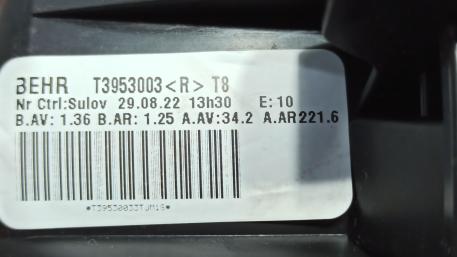 BEHR T3953003<R> T8
Nr Ctrl:Sulov 29.08.22 13h30 E:10
B.AV: 1.36 B.AR: 1.25 A.AV:34.2 A.AR221.6
*T39530033TJM19*